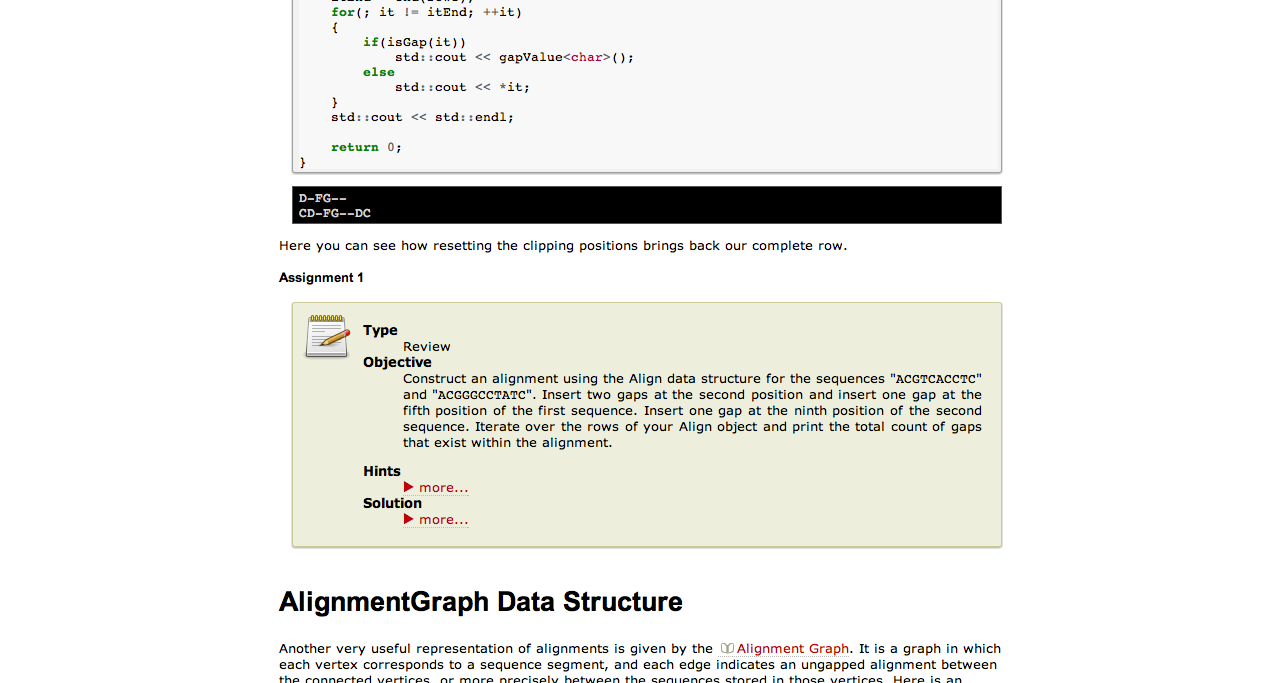 for(; it != itEnd; ++it)
{
if(isGap(it))
std::cout << gapValue<char>();
else
std::cout << *it;
}
std::cout << std::endl;
return 0;
}
D-FG--
CD-FG--DC
Here you can see how resetting the clipping positions brings back our complete row.
Assignment 1
Type
Review
Objective
Construct an alignment using the Align data structure for the sequences "ACGTCACCTC"
and "ACGGGCCTATC". Insert two gaps at the second position and insert one gap at the
fifth position of the first sequence. Insert one gap at the ninth position of the second
sequence. Iterate over the rows of your Align object and print the total count of gaps
that exist within the alignment.
Hints
▶ more...
Solution
▶ more...
AlignmentGraph Data Structure
Another very useful representation of alignments is given by the Alignment Graph. It is a graph in which
each vertex corresponds to a sequence segment, and each edge indicates an ungapped alignment between
the connected vertices, or more precisely between the sequences stored in those vertices. Here is an